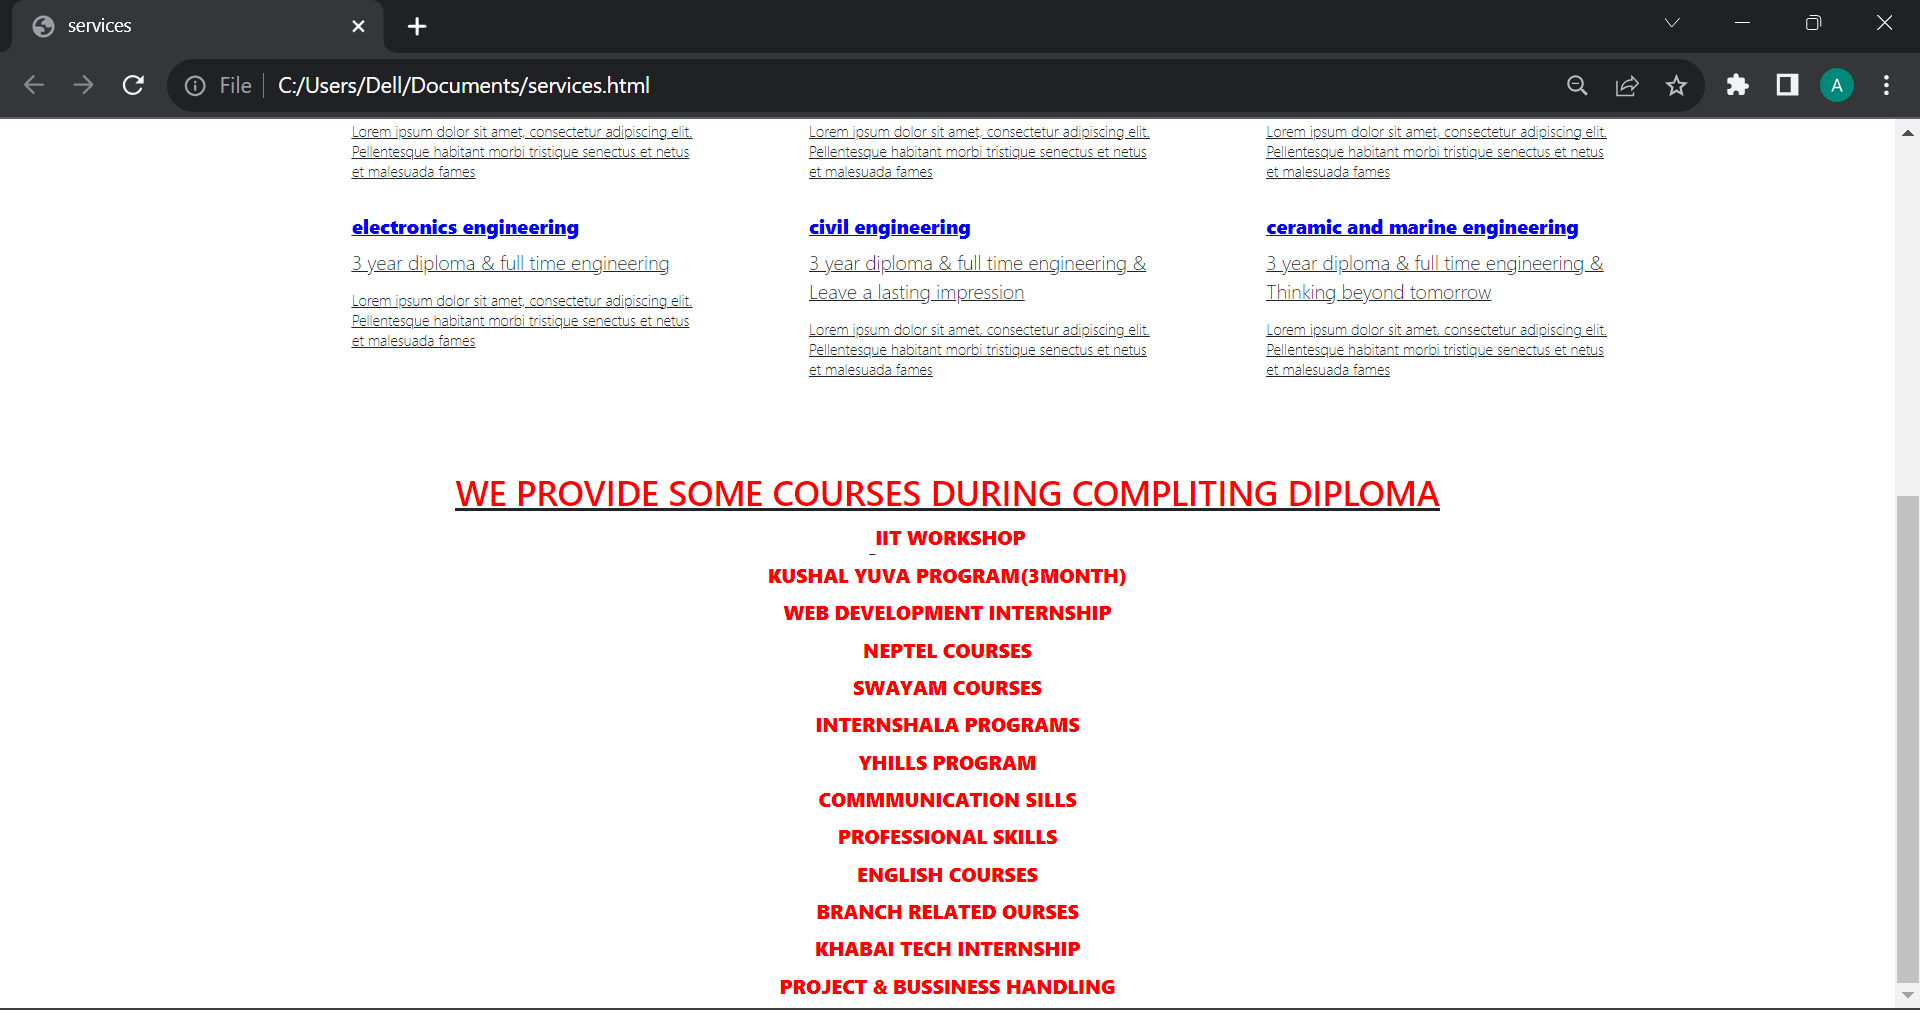 services
File C:/Users/Dell/Documents/services.html
A
Lorem ipsum dolor sit amet, consectetur adipiscing elit.
Pellentesque habitant morbi tristique senectus et netus
et malesuada fames
Lorem ipsum dolor sit amet, consectetur adipiscing elit.
Pellentesque habitant morbi tristique senectus et netus
et malesuada fames
Lorem ipsum dolor sit amet, consectetur adipiscing elit.
Pellentesque habitant morbi tristique senectus et netus
et malesuada fames
electronics engineering
3 year diploma & full time engineering
Lorem ipsum dolor sit amet, consectetur adipiscing elit.
Pellentesque habitant morbi tristique senectus et netus
et malesuada fames
civil engineering
3 year diploma & full time engineering &
Leave a lasting impression
Lorem ipsum dolor sit amet, consectetur adipiscing elit.
Pellentesque habitant morbi tristique senectus et netus
et malesuada fames
ceramic and marine engineering
3 year diploma & full time engineering &
Thinking beyond tomorrow
Lorem ipsum dolor sit amet, consectetur adipiscing elit.
Pellentesque habitant morbi tristique senectus et netus
et malesuada fames
WE PROVIDE SOME COURSES DURING COMPLITING DIPLOMA
IIT WORKSHOP
KUSHAL YUVA PROGRAM(3MONTH)
WEB DEVELOPMENT INTERNSHIP
NEPTEL COURSES
SWAYAM COURSES
INTERNSHALA PROGRAMS
YHILLS PROGRAM
COMMMUNICATION SILLS
PROFESSIONAL SKILLS
ENGLISH COURSES
BRANCH RELATED OURSES
KHABAI TECH INTERNSHIP
PROJECT & BUSSINESS HANDLING